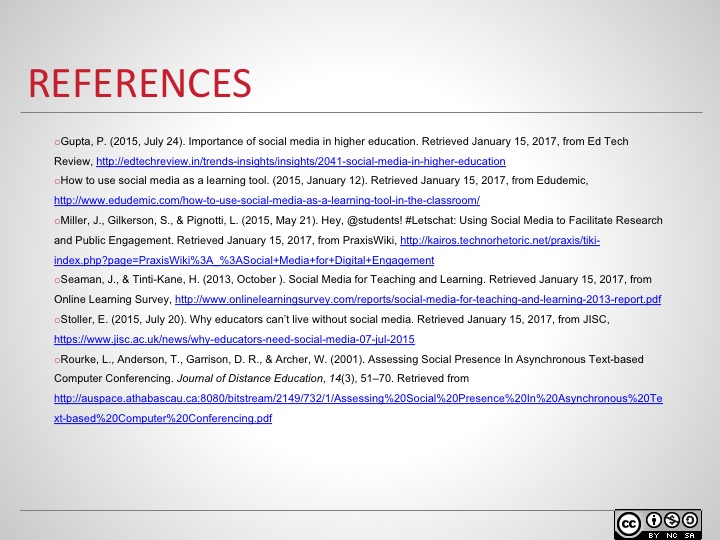 REFERENCES
oGupta, P. (2015, July 24). Importance of social media in higher education. Retrieved January 15, 2017, from Ed Tech
Review, http://edtechreview.in/trends-insights/insights/2041-social-media-in-higher-education
oHow to use social media as a learning tool. (2015, January 12). Retrieved January 15, 2017, from Edudemic,
http://www.edudemic.com/how-to-use-social-media-as-a-learning-tool-in-the-classroom/
oMiller, J., Gilkerson, S., & Pignotti, L. (2015, May 21). Hey, @students! #Letschat: Using Social Media to Facilitate Research
and Public Engagement. Retrieved January 15, 2017, from PraxisWiki, http://kairos.technorhetoric.net/praxis/tiki-
index.php?page=PraxisWiki%3A_%3ASocial+Media+for+Digital+Engagement
oSeaman, J., & Tinti-Kane, H. (2013, October ). Social Media for Teaching and Learning. Retrieved January 15, 2017, from
Online Learning Survey, http://www.onlinelearningsurvey.com/reports/social-media-for-teaching-and-learning-2013-report.pdf
oStoller, E. (2015, July 20). Why educators can’t live without social media. Retrieved January 15, 2017, from JISC,
https://www.jisc.ac.uk/news/why-educators-need-social-media-07-jul-2015
oRourke, L., Anderson, T., Garrison, D. R., & Archer, W. (2001). Assessing Social Presence In Asynchronous Text-based
Computer Conferencing. Journal of Distance Education, 14(3), 51–70. Retrieved from
http://auspace.athabascau.ca:8080/bitstream/2149/732/1/Assessing%20Social%20Presence%20In%20Asynchronous%20Te
xt-based%20Computer%20Conferencing.pdf
cc
BY NC SA